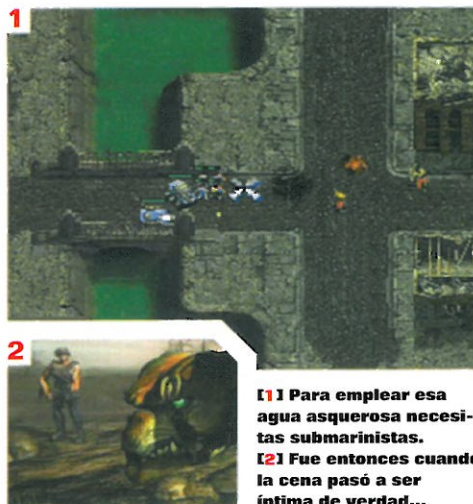 1
2
[1] Para emplear esa
agua asquerosa necesi-
tas submarinistas.
[2] Fue entonces cuando
la cena pasó a ser
íntima de verdad...